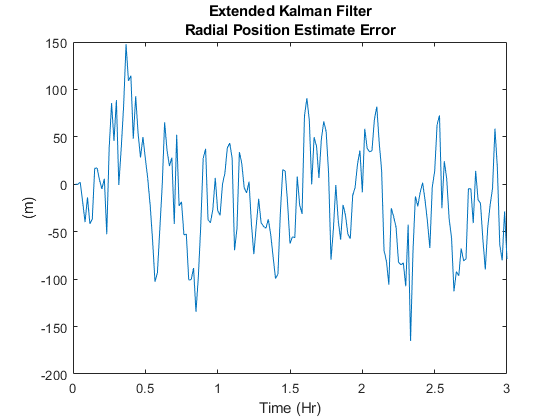 Extended Kalman Filter
Radial Position Estimate Error
150
100
50
0
-50
-100
-150
-200
(m)
0 0.5 1 1.5 2 2.5 3
Time (Hr)